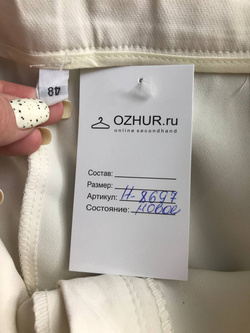 48
OZHUR.ru
online secondhand
Состав:
Размер:
Артикул: Н-8697
Состояние: новое